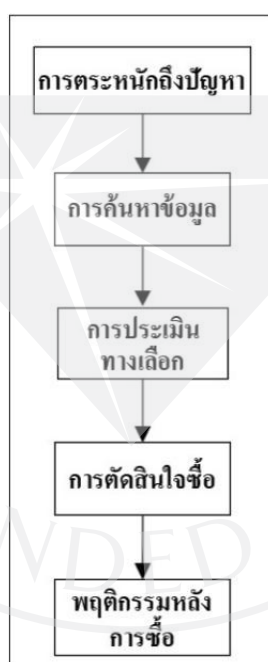 การตระหนักถึงปัญหา
การค้นหาข้อมูล
การประเมิน
ทางเลือก
การตัดสินใจซื้อ
NDED
พฤติกรรมหลัง
การซื้อ